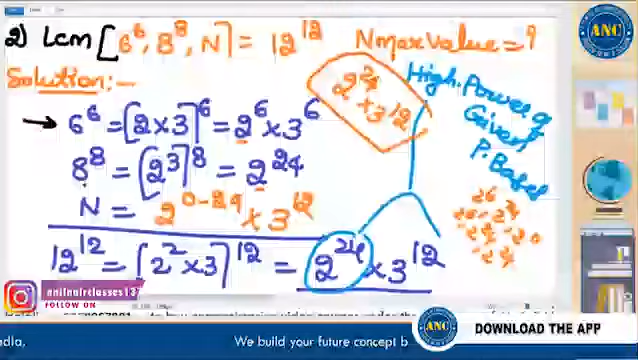 2) Lcm [6⁶, 8⁸, N] = 12¹² N max value = ?
Solution:-
2²⁴ × 3¹²
High. Power of
Given
P. Bases
→ 6⁶ = [2×3]⁶ = 2⁶ × 3⁶
8⁸ = [2³]⁸ = 2²⁴
N = 2⁰⁻²⁴ × 3¹²
12¹² = [2² × 3]¹² = 2²⁴ × 3¹²
ANC
@anilnairclasses137
FOLLOW ON
India,
We build your future concept b
ANC
DOWNLOAD THE APP